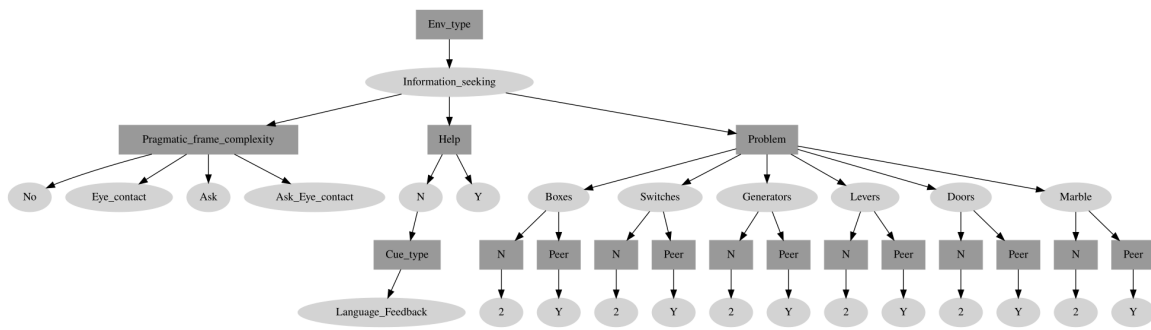 Env_type
Information_seeking
Pragmatic_frame_complexity Help Problem
No Eye_contact Ask Ask_Eye_contact N Y Boxes Switches Generators Levers Doors Marble
Cue_type N Peer N Peer N Peer N Peer N Peer N Peer
Language_Feedback 2 Y 2 Y 2 Y 2 Y 2 Y 2 Y